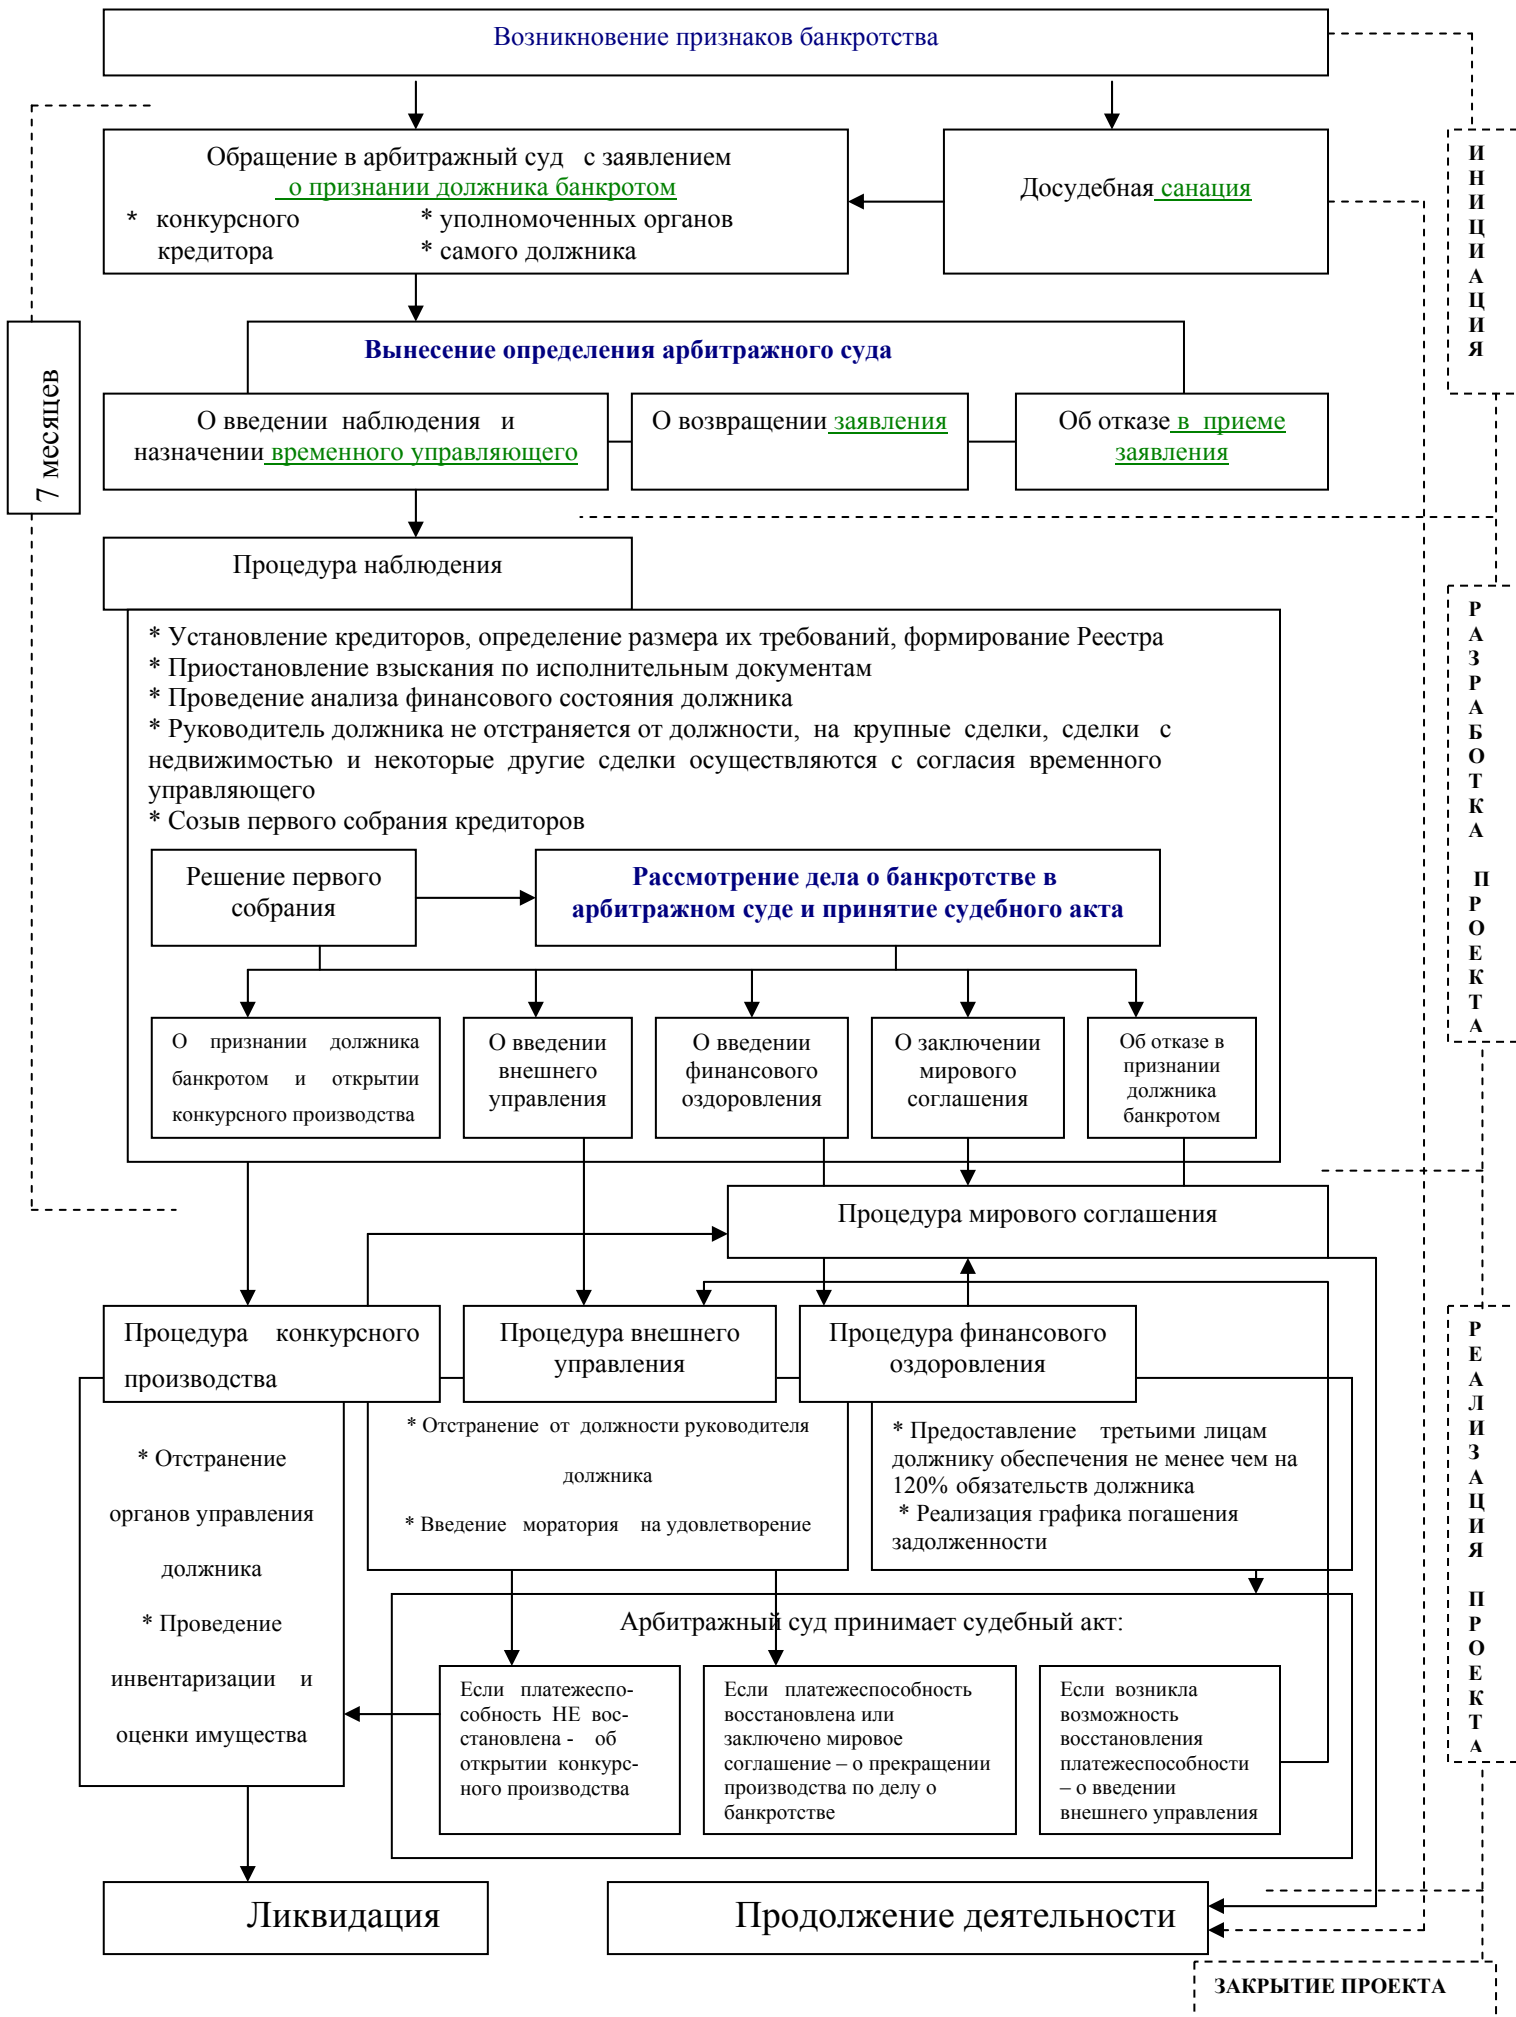 Возникновение признаков банкротства
Обращение в арбитражный суд с заявлением
о признании должника банкротом
* конкурсного
кредитора
* уполномоченных органов
* самого должника
Досудебная санация
ИНИЦИАЦИЯ
7 месяцев
Вынесение определения арбитражного суда
О введении наблюдения и
назначении временного управляющего
О возвращении заявления
Об отказе в приеме
заявления
Процедура наблюдения
* Установление кредиторов, определение размера их требований, формирование Реестра
* Приостановление взыскания по исполнительным документам
* Проведение анализа финансового состояния должника
* Руководитель должника не отстраняется от должности, на крупные сделки, сделки с
недвижимостью и некоторые другие сделки осуществляются с согласия временного
управляющего
* Созыв первого собрания кредиторов
РАЗРАБОТКА ПРОЕКТА
Решение первого
собрания
Рассмотрение дела о банкротстве в
арбитражном суде и принятие судебного акта
О признании должника
банкротом и открытии
конкурсного производства
О введении
внешнего
управления
О введении
финансового
оздоровления
О заключении
мирового
соглашения
Об отказе в
признании
должника
банкротом
Процедура мирового соглашения
Процедура конкурсного
производства
Процедура внешнего
управления
Процедура финансового
оздоровления
РЕАЛИЗАЦИЯ ПРОЕКТА
* Отстранение
органов управления
должника
* Проведение
инвентаризации и
оценки имущества
* Отстранение от должности руководителя
должника
* Введение моратория на удовлетворение
* Предоставление третьими лицам
должнику обеспечения не менее чем на
120% обязательств должника
* Реализация графика погашения
задолженности
Арбитражный суд принимает судебный акт:
Если платежеспо-
собность НЕ вос-
становлена - об
открытии конкурс-
ного производства
Если платежеспособность
восстановлена или
заключено мировое
соглашение – о прекращении
производства по делу о
банкротстве
Если возникла
возможность
восстановления
платежеспособности
– о введении
внешнего управления
Ликвидация
Продолжение деятельности
ЗАКРЫТИЕ ПРОЕКТА